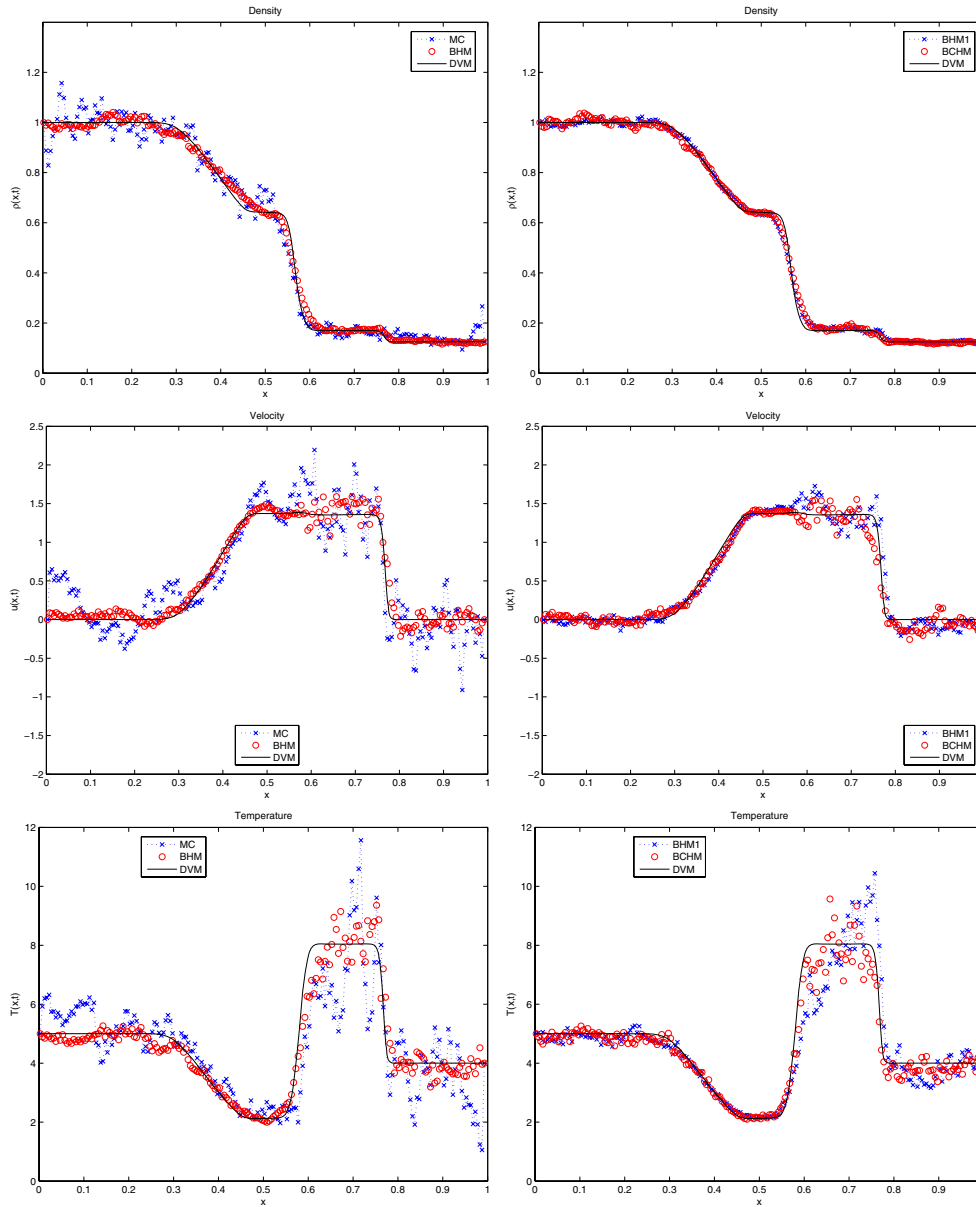 Density
MC
BHM
DVM
1.2
1
0.8
0.6
0.4
0.2
0
ρ(x,t)
0 0.1 0.2 0.3 0.4 0.5 0.6 0.7 0.8 0.9 1
x
Density
BHM1
BCHM
DVM
1.2
1
0.8
0.6
0.4
0.2
0
ρ(x,t)
0 0.1 0.2 0.3 0.4 0.5 0.6 0.7 0.8 0.9
x
Velocity
2.5
2
1.5
1
0.5
0
−0.5
−1
−1.5
−2
u(x,t)
MC
BHM
DVM
0.1 0.2 0.3 0.4 0.5 0.6 0.7 0.8 0.9 1
x
Velocity
2.5
2
1.5
1
0.5
0
−0.5
−1
−1.5
−2
u(x,t)
BHM1
BCHM
DVM
0.1 0.2 0.3 0.4 0.5 0.6 0.7 0.8 0.9
x
Temperature
MC
BHM
DVM
12
10
8
6
4
2
0
T(x,t)
0 0.1 0.2 0.3 0.4 0.5 0.6 0.7 0.8 0.9 1
x
Temperature
BHM1
BCHM
DVM
12
10
8
6
4
2
0
T(x,t)
0 0.1 0.2 0.3 0.4 0.5 0.6 0.7 0.8 0.9
x